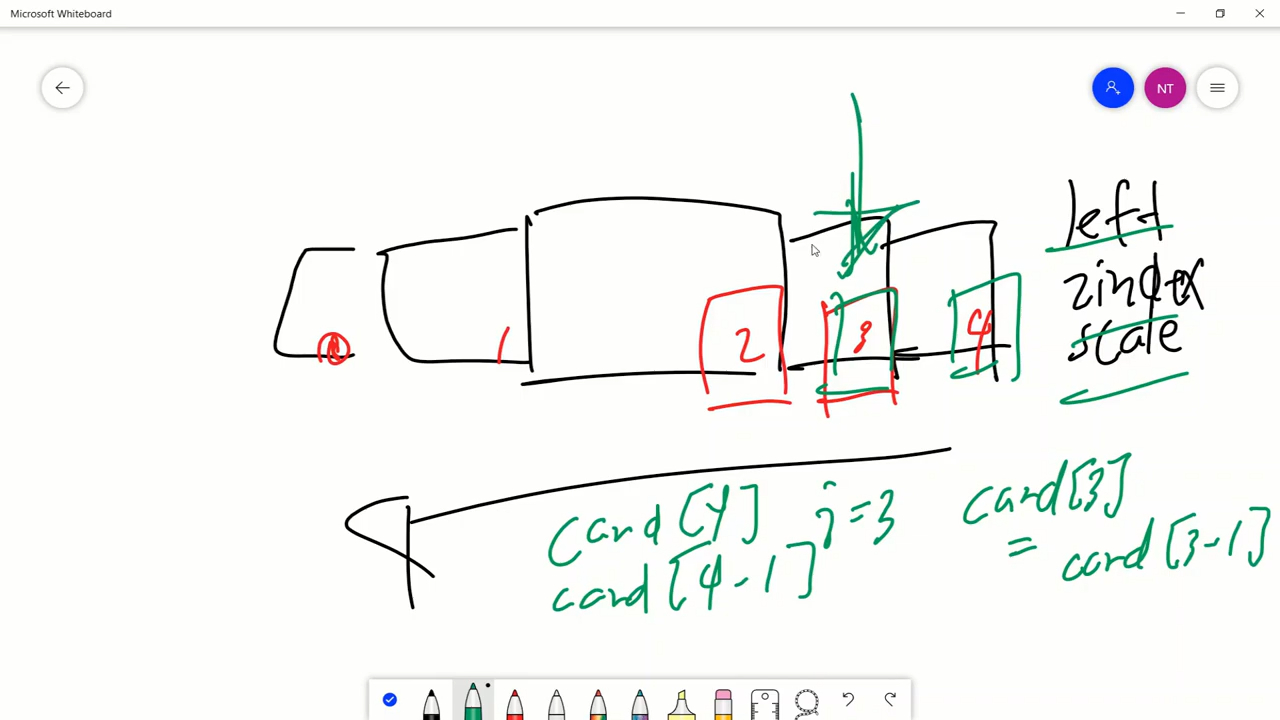 Microsoft Whiteboard
NT
left
zindex
scale
1
2
3
4
card[4] i=3
card[4-1]
card[3]
= card[3-1]